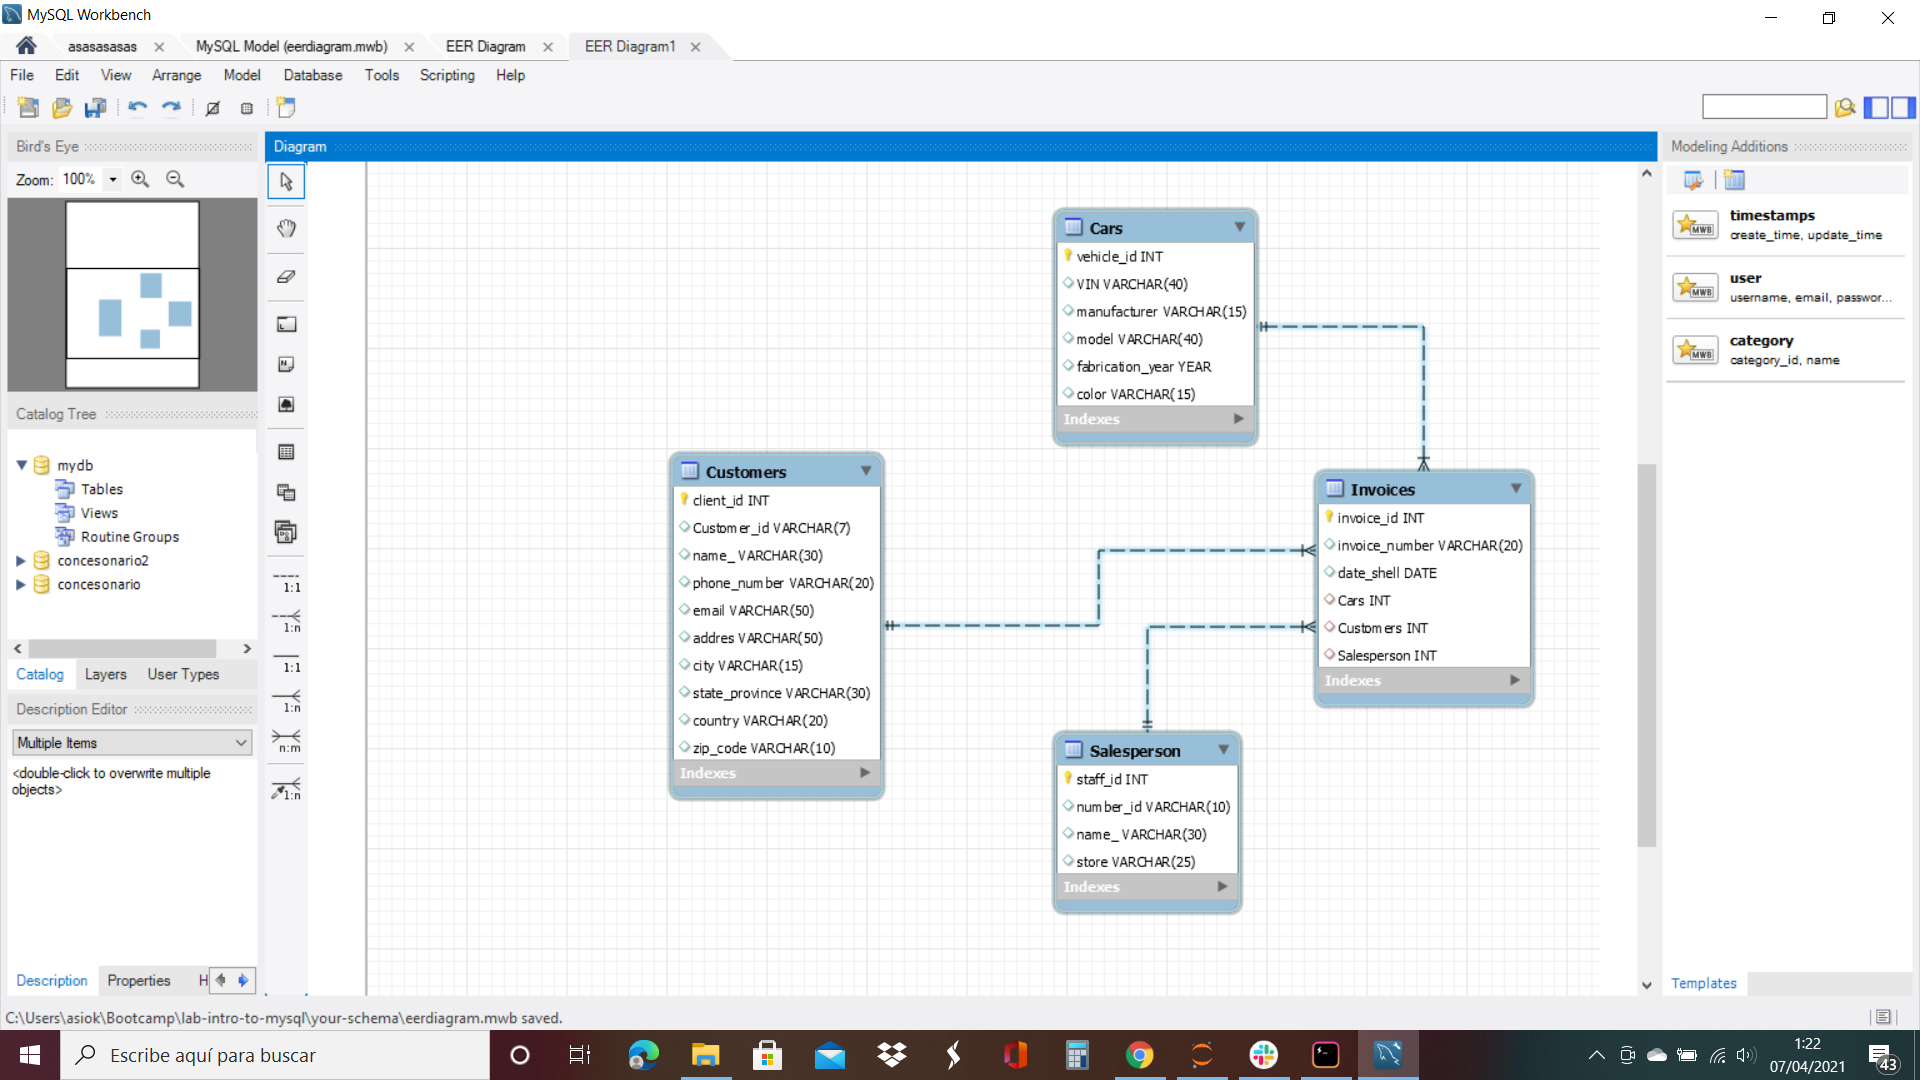 MySQL Workbench
asasasasas
MySQL Model (eerdiagram.mwb)
EER Diagram
EER Diagram1
File Edit View Arrange Model Database Tools Scripting Help
Bird's Eye
Zoom: 100%
Catalog Tree
mydb
Tables
Views
Routine Groups
concesonario2
concesonario
Catalog Layers User Types
Description Editor
Multiple Items
<double-click to overwrite multiple
objects>
Description Properties H
Diagram
1:1
1:n
1:1
1:n
n:m
1:n
Cars
vehicle_id INT
VIN VARCHAR(40)
manufacturer VARCHAR(15)
model VARCHAR(40)
fabrication_year YEAR
color VARCHAR(15)
Indexes
Customers
client_id INT
Customer_id VARCHAR(7)
name_ VARCHAR(30)
phone_number VARCHAR(20)
email VARCHAR(50)
addres VARCHAR(50)
city VARCHAR(15)
state_province VARCHAR(30)
country VARCHAR(20)
zip_code VARCHAR(10)
Indexes
Invoices
invoice_id INT
invoice_number VARCHAR(20)
date_shell DATE
Cars INT
Customers INT
Salesperson INT
Indexes
Salesperson
staff_id INT
number_id VARCHAR(10)
name_ VARCHAR(30)
store VARCHAR(25)
Indexes
Modeling Additions
MWB
timestamps
create_time, update_time
MWB
user
username, email, passwor...
MWB
category
category_id, name
Templates
C:\Users\asiok\Bootcamp\lab-intro-to-mysql\your-schema\eerdiagram.mwb saved.
Escribe aquí para buscar
1:22
07/04/2021
43